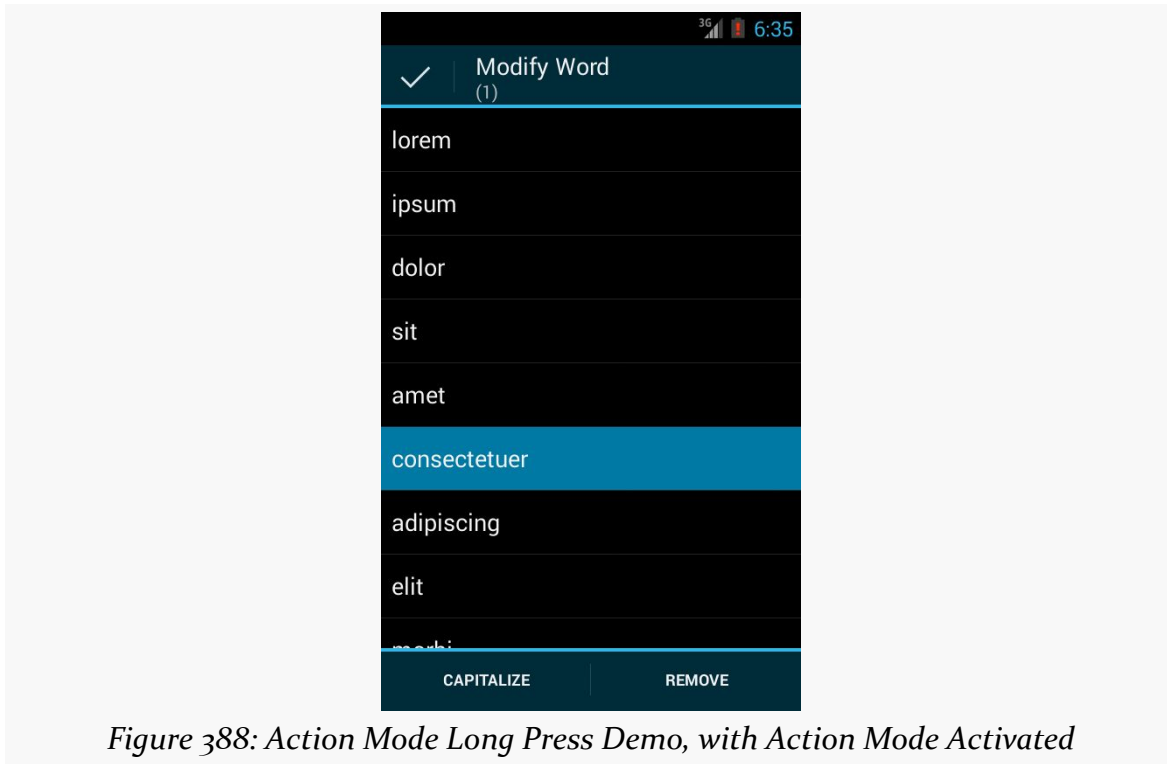 3G 6:35
Modify Word
(1)
lorem
ipsum
dolor
sit
amet
consectetuer
adipiscing
elit
morbi
CAPITALIZE REMOVE
Figure 388: Action Mode Long Press Demo, with Action Mode Activated